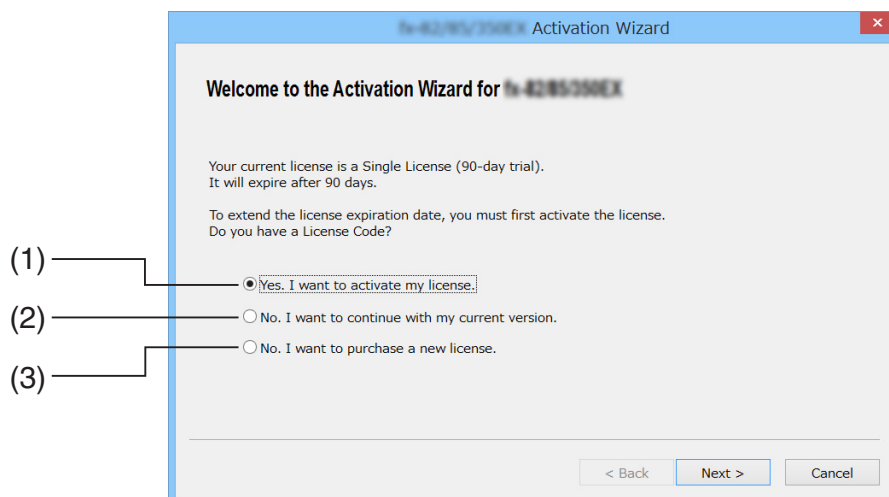 Activation Wizard
Welcome to the Activation Wizard for
Your current license is a Single License (90-day trial).
It will expire after 90 days.
To extend the license expiration date, you must first activate the license.
Do you have a License Code?
(1)
Yes. I want to activate my license.
(2)
No. I want to continue with my current version.
(3)
No. I want to purchase a new license.
< Back Next > Cancel